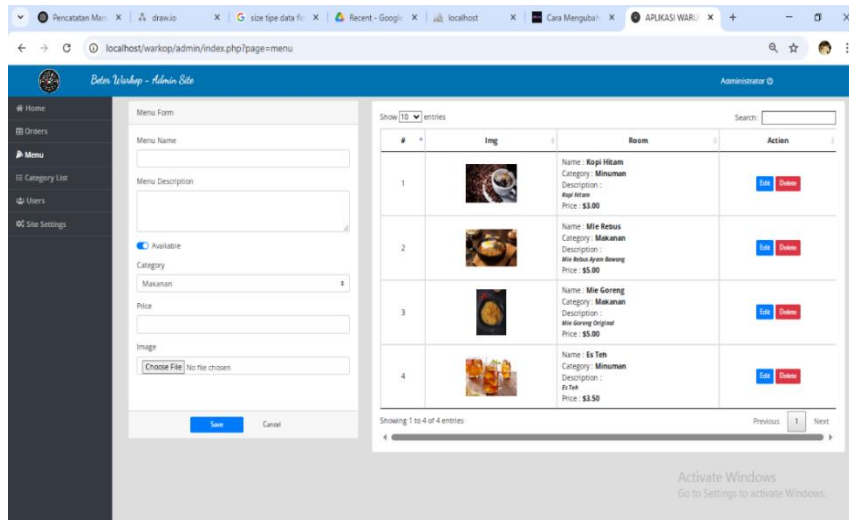 Pencatatan Man
draw.io
size tipe data fl
Recent - Google
localhost
Cara Mengubah
APLIKASI WARU
localhost/warkop/admin/index.php?page=menu
Beten Warkop - Admin Site
Administrator
Home
Orders
Menu
Category List
Users
Site Settings
Menu Form
Menu Name
Menu Description
Available
Category
Makanan
Price
Image
Choose File No file chosen
Save Cancel
Show 10 entries
Search:
# Img Room Action
1
Name : Kopi Hitam
Category : Minuman
Description :
Kopi hitam
Price : $3.00
Edit Delete
2
Name : MIe Rebus
Category : Makanan
Description :
Mie Rebus Ayam Bawang
Price : $5.00
Edit Delete
3
Name : Mie Goreng
Category : Makanan
Description :
Mie Goreng Original
Price : $5.00
Edit Delete
4
Name : Es Teh
Category : Minuman
Description :
Es Teh
Price : $3.50
Edit Delete
Showing 1 to 4 of 4 entries
Previous 1 Next
Activate Windows
Go to Settings to activate Windows.